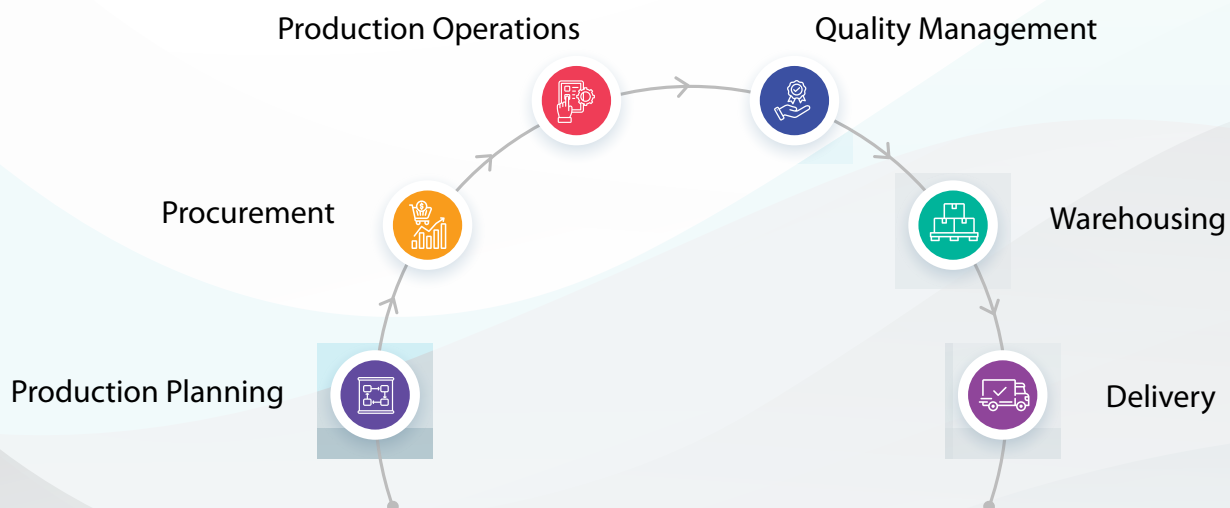 Production Operations
Quality Management
Procurement
Warehousing
Production Planning
Delivery